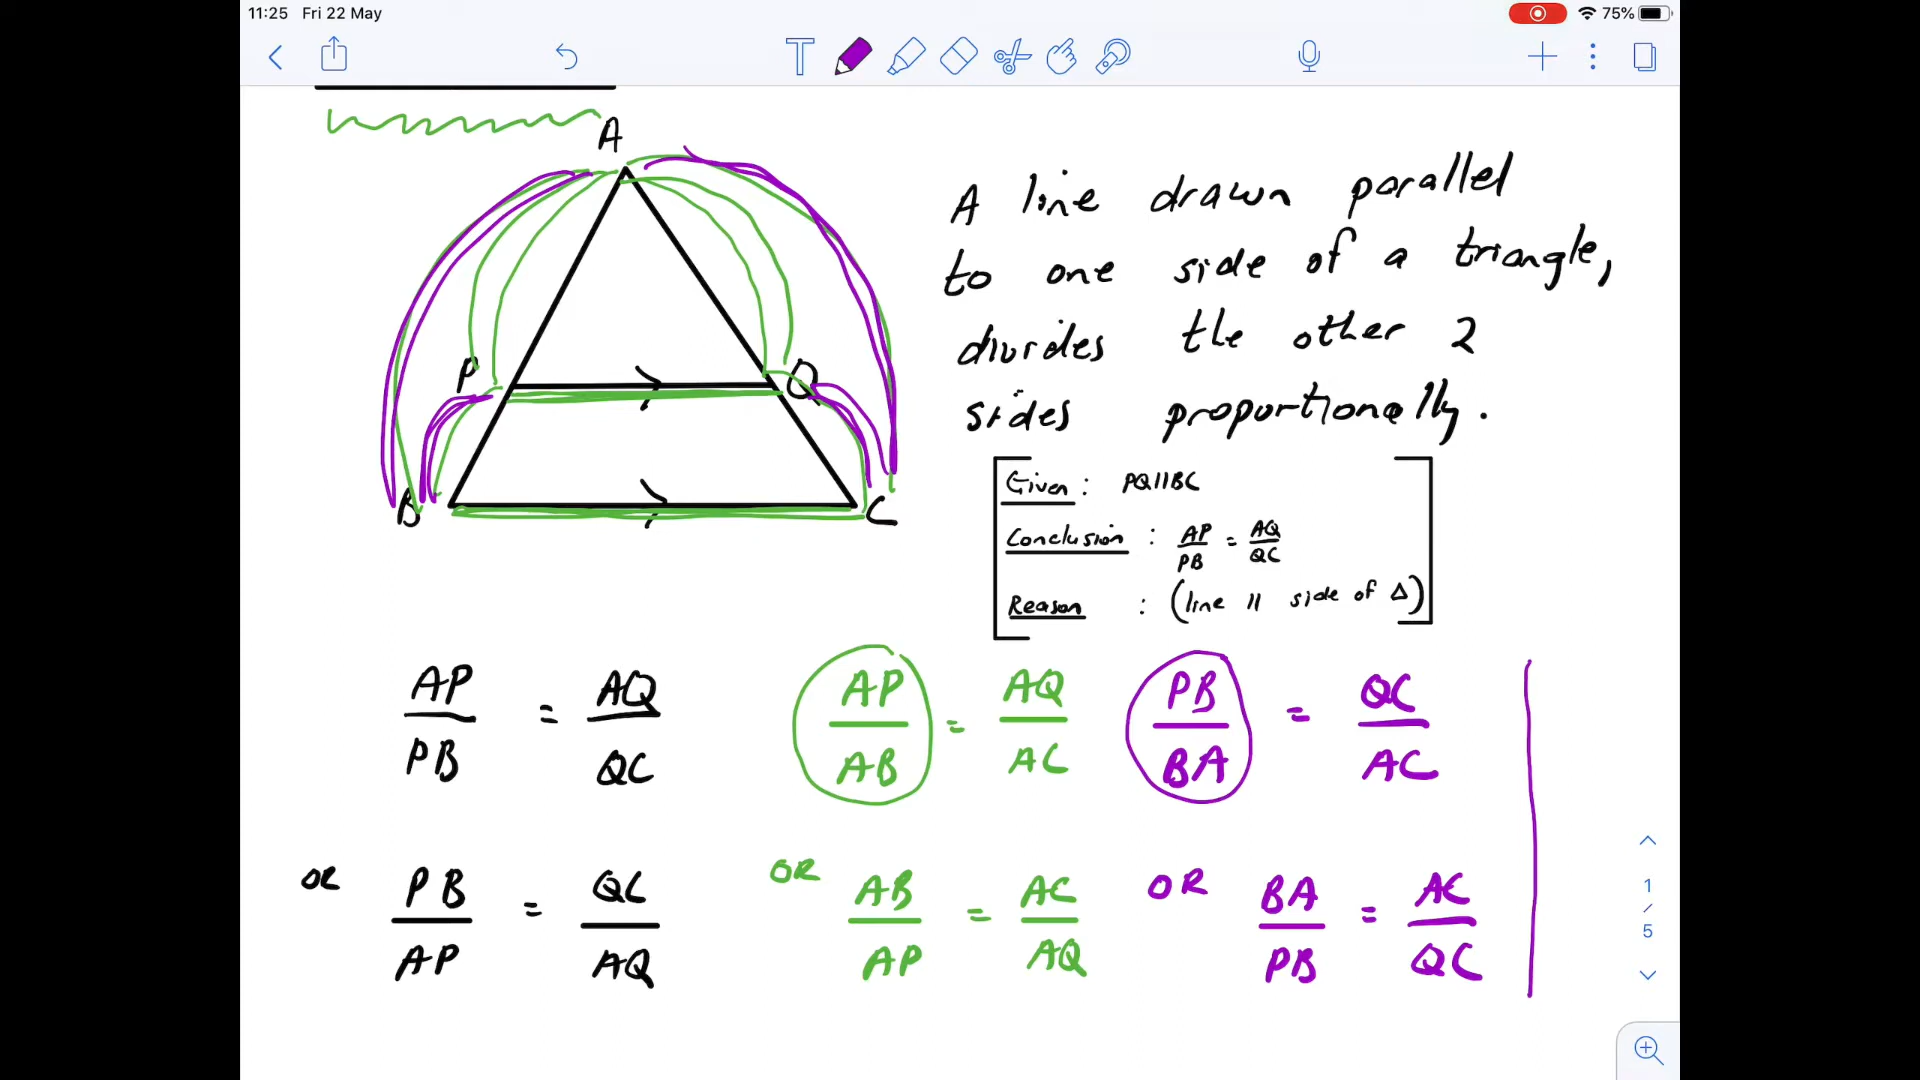 11:25 Fri 22 May
75%
T
A
P
Q
B
C
A line drawn parallel
to one side of a triangle,
divides the other 2
sides proportionally.
Given : PQ||BC
Conclusion : AP/PB = AQ/QC
Reason : (line || side of Δ)
AP/PB = AQ/QC
AP/AB = AQ/AC
PB/BA = QC/AC
OR PB/AP = QC/AQ
OR AB/AP = AC/AQ
OR BA/PB = AC/QC
1
/
5